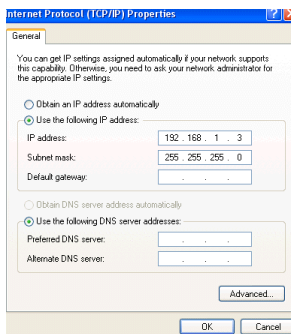 Internet Protocol (TCP/IP) Properties
General
You can get IP settings assigned automatically if your network supports
this capability. Otherwise, you need to ask your network administrator for
the appropriate IP settings.
Obtain an IP address automatically
Use the following IP address:
IP address: 192 . 168 . 1 . 3
Subnet mask: 255 . 255 . 255 . 0
Default gateway: . . .
Obtain DNS server address automatically
Use the following DNS server addresses:
Preferred DNS server: . . .
Alternate DNS server: . . .
Advanced...
OK Cancel